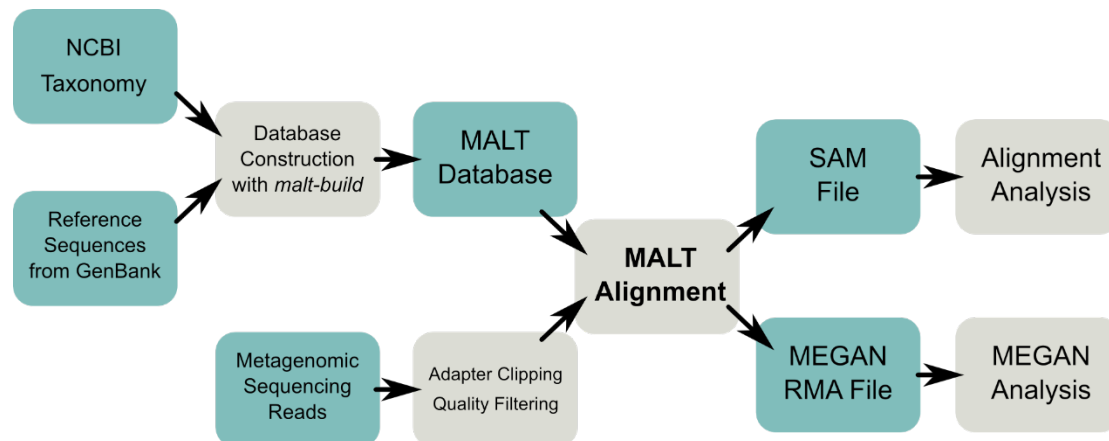 NCBI
Taxonomy
Reference
Sequences
from GenBank
Database
Construction
with malt-build
MALT
Database
Metagenomic
Sequencing
Reads
Adapter Clipping
Quality Filtering
MALT
Alignment
SAM
File
Alignment
Analysis
MEGAN
RMA File
MEGAN
Analysis